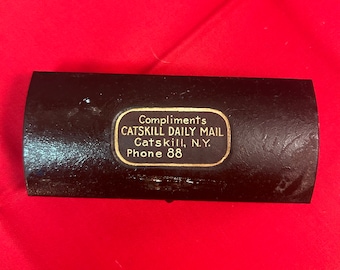 Compliments
CATSKILL DAILY MAIL
Catskill, N.Y.
Phone 88